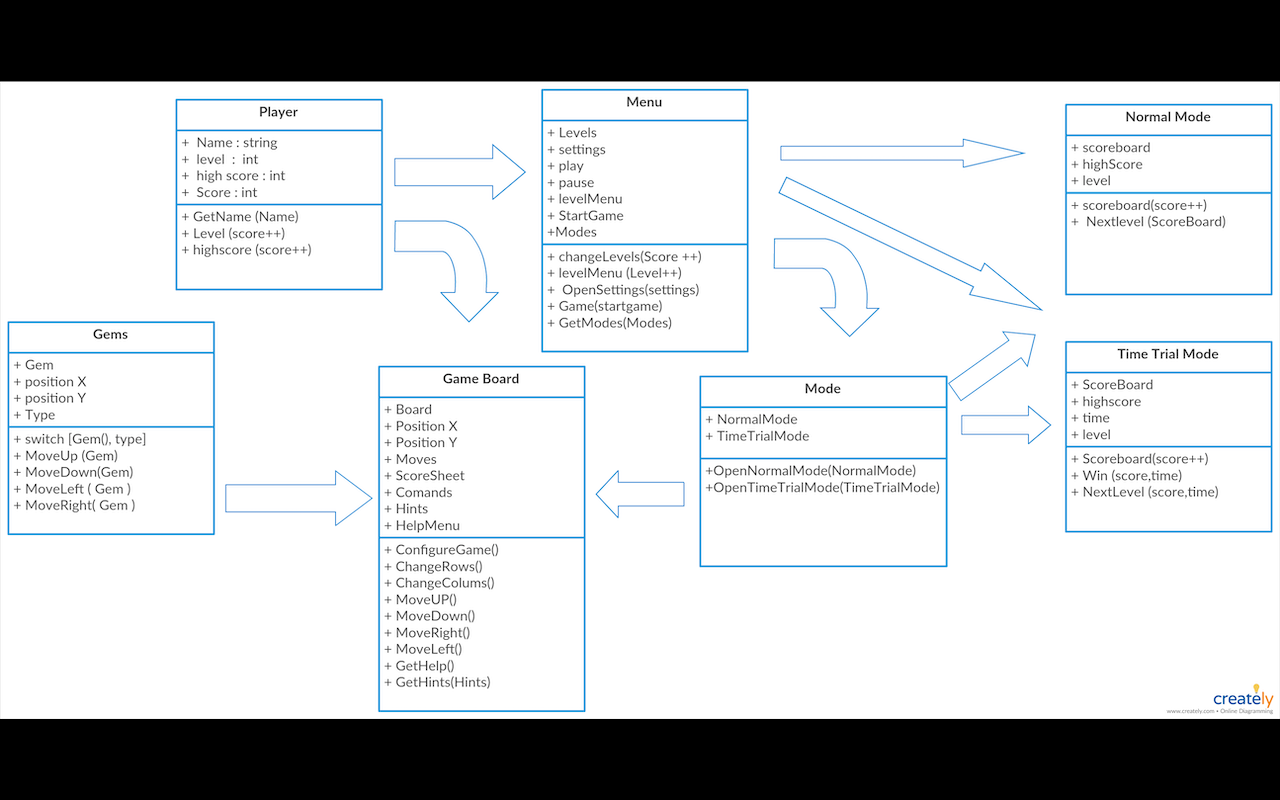 Player
+ Name : string
+ level : int
+ high score : int
+ Score : int
+ GetName (Name)
+ Level (score++)
+ highscore (score++)
Menu
+ Levels
+ settings
+ play
+ pause
+ levelMenu
+ StartGame
+Modes
+ changeLevels(Score ++)
+ levelMenu (Level++)
+ OpenSettings(settings)
+ Game(startgame)
+ GetModes(Modes)
Normal Mode
+ scoreboard
+ highScore
+ level
+ scoreboard(score++)
+ Nextlevel (ScoreBoard)
Gems
+ Gem
+ position X
+ position Y
+ Type
+ switch [Gem(), type]
+ MoveUp (Gem)
+ MoveDown(Gem)
+ MoveLeft ( Gem )
+ MoveRight( Gem )
Game Board
+ Board
+ Position X
+ Position Y
+ Moves
+ ScoreSheet
+ Comands
+ Hints
+ HelpMenu
+ ConfigureGame()
+ ChangeRows()
+ ChangeColums()
+ MoveUP()
+ MoveDown()
+ MoveRight()
+ MoveLeft()
+ GetHelp()
+ GetHints(Hints)
Mode
+ NormalMode
+ TimeTrialMode
+OpenNormalMode(NormalMode)
+OpenTimeTrialMode(TimeTrialMode)
Time Trial Mode
+ ScoreBoard
+ highscore
+ time
+ level
+ Scoreboard(score++)
+ Win (score,time)
+ NextLevel (score,time)
creately
www.creately.com • Online Diagramming